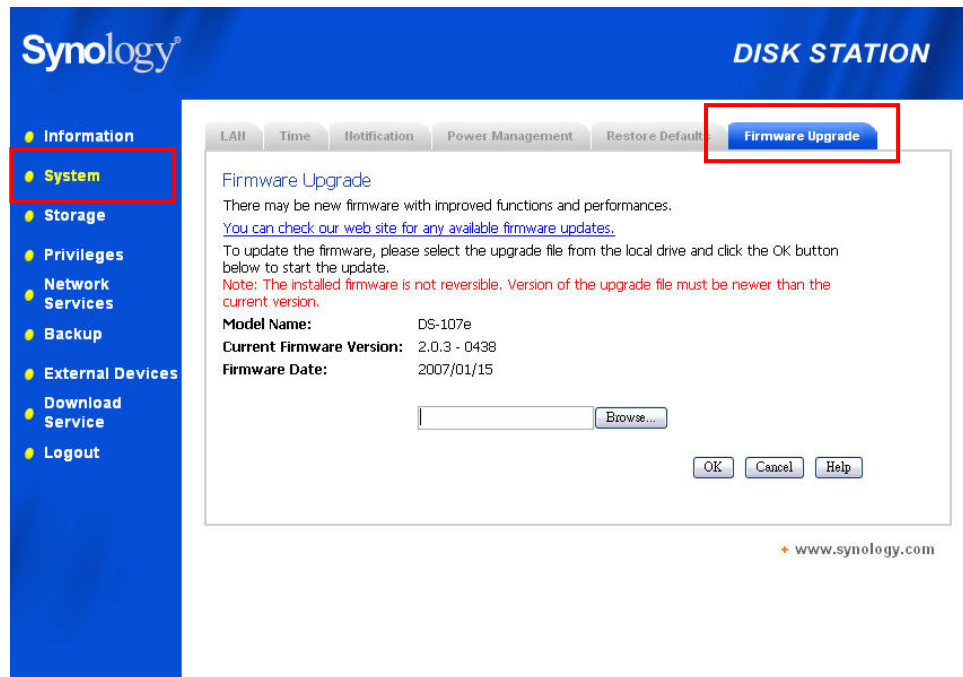 Synology®
DISK STATION
Information
System
Storage
Privileges
Network
Services
Backup
External Devices
Download
Service
Logout
LAN Time Notification Power Management Restore Defaults Firmware Upgrade
Firmware Upgrade
There may be new firmware with improved functions and performances.
You can check our web site for any available firmware updates.
To update the firmware, please select the upgrade file from the local drive and click the OK button
below to start the update.
Note: The installed firmware is not reversible. Version of the upgrade file must be newer than the
current version.
Model Name: DS-107e
Current Firmware Version: 2.0.3 - 0438
Firmware Date: 2007/01/15
Browse...
OK Cancel Help
www.synology.com